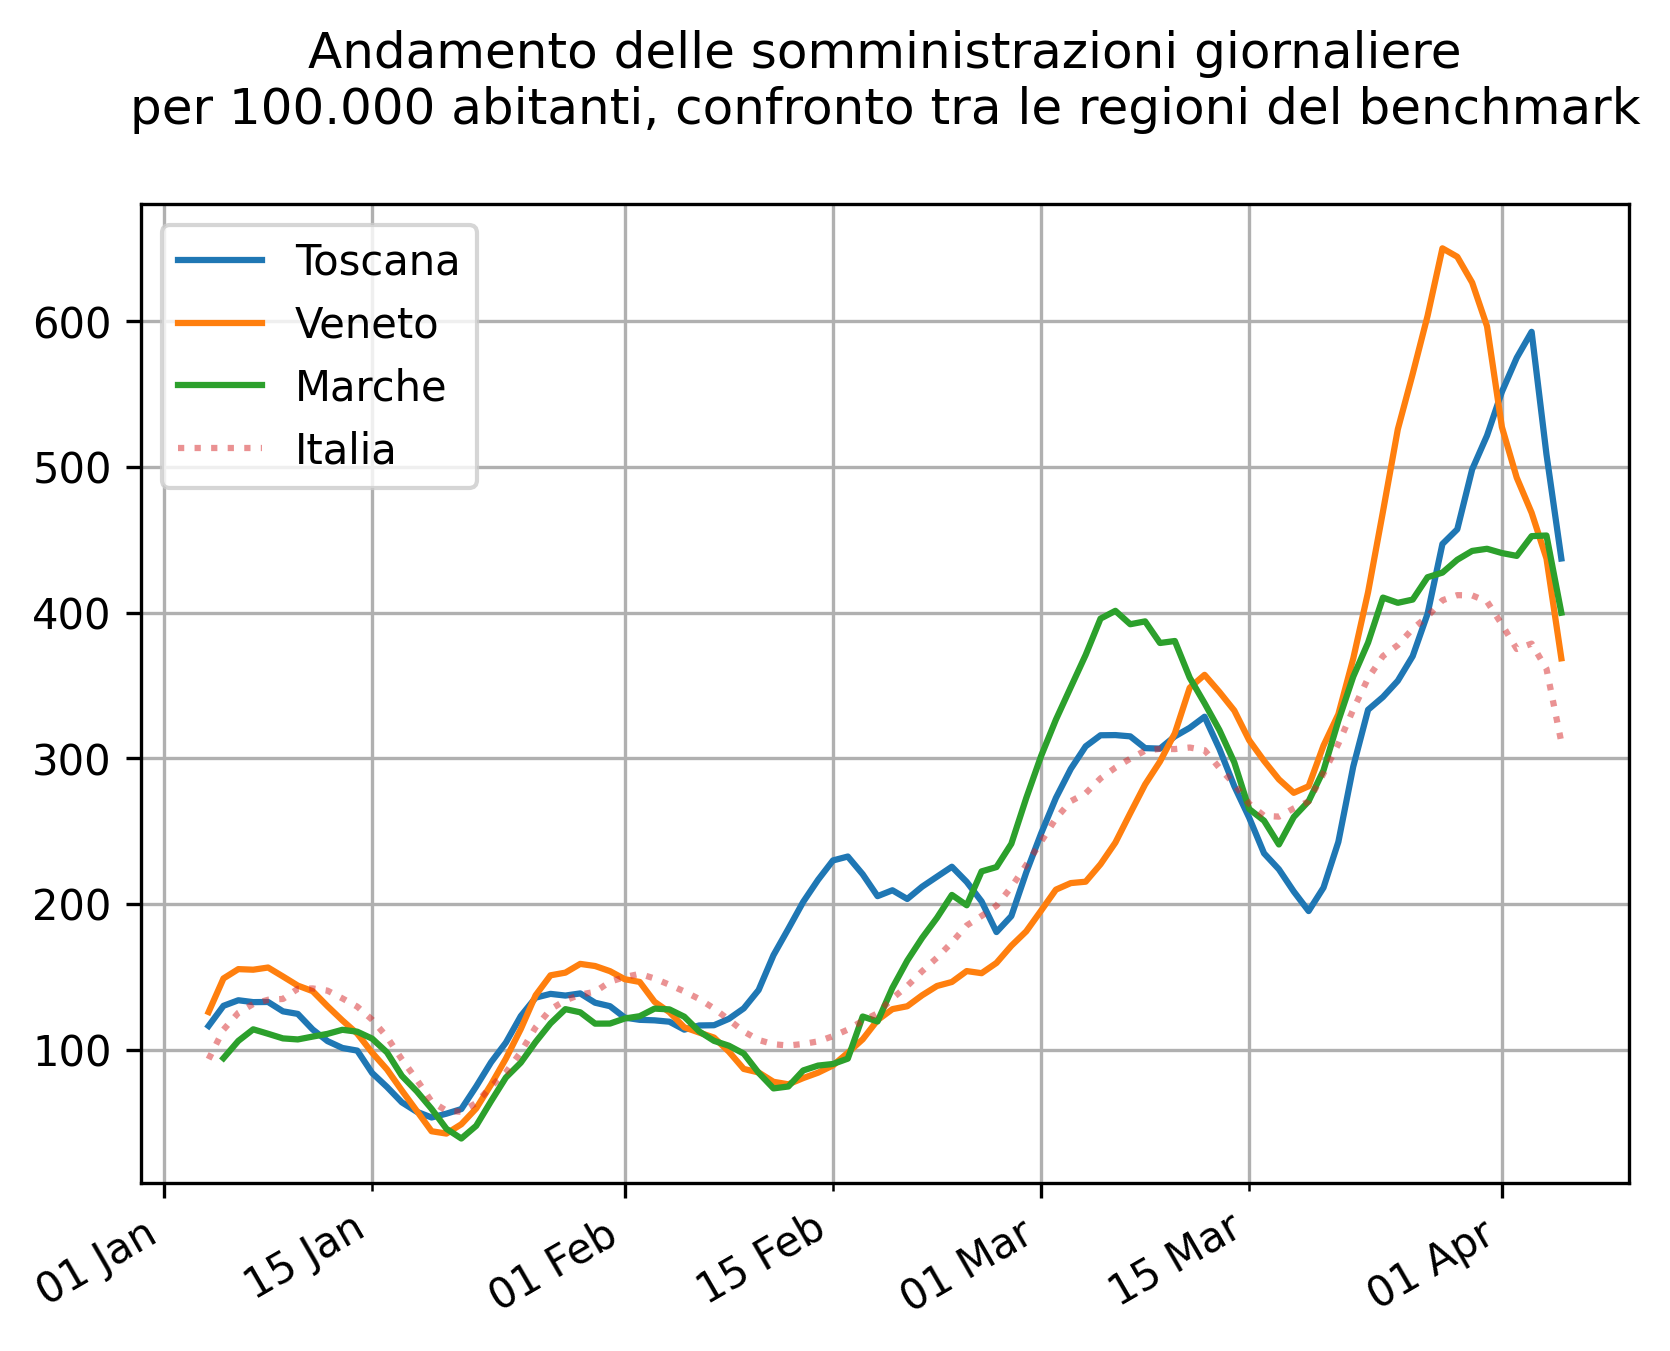 Andamento delle somministrazioni giornaliere
per 100.000 abitanti, confronto tra le regioni del benchmark
Toscana
Veneto
Marche
Italia
600
500
400
300
200
100
01 Jan
15 Jan
01 Feb
15 Feb
01 Mar
15 Mar
01 Apr